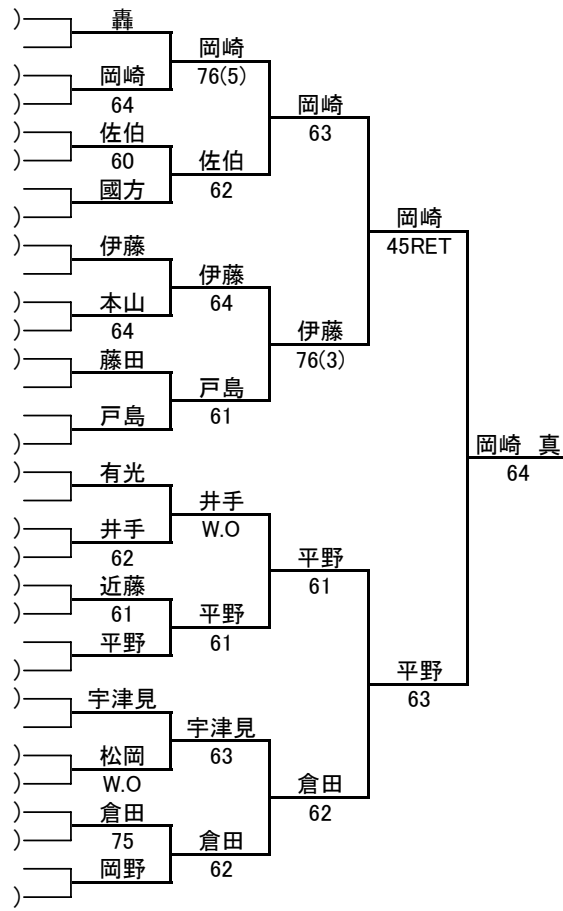 轟
岡崎
76(5)
岡崎
64
岡崎
63
佐伯
60
佐伯
62
國方
岡崎
45RET
伊藤
伊藤
64
本山
64
伊藤
76(3)
藤田
戸島
61
戸島
岡崎 真
64
有光
井手
W.O
井手
62
平野
61
近藤
61
平野
61
平野
平野
63
宇津見
宇津見
63
松岡
W.O
倉田
62
倉田
75
倉田
62
岡野